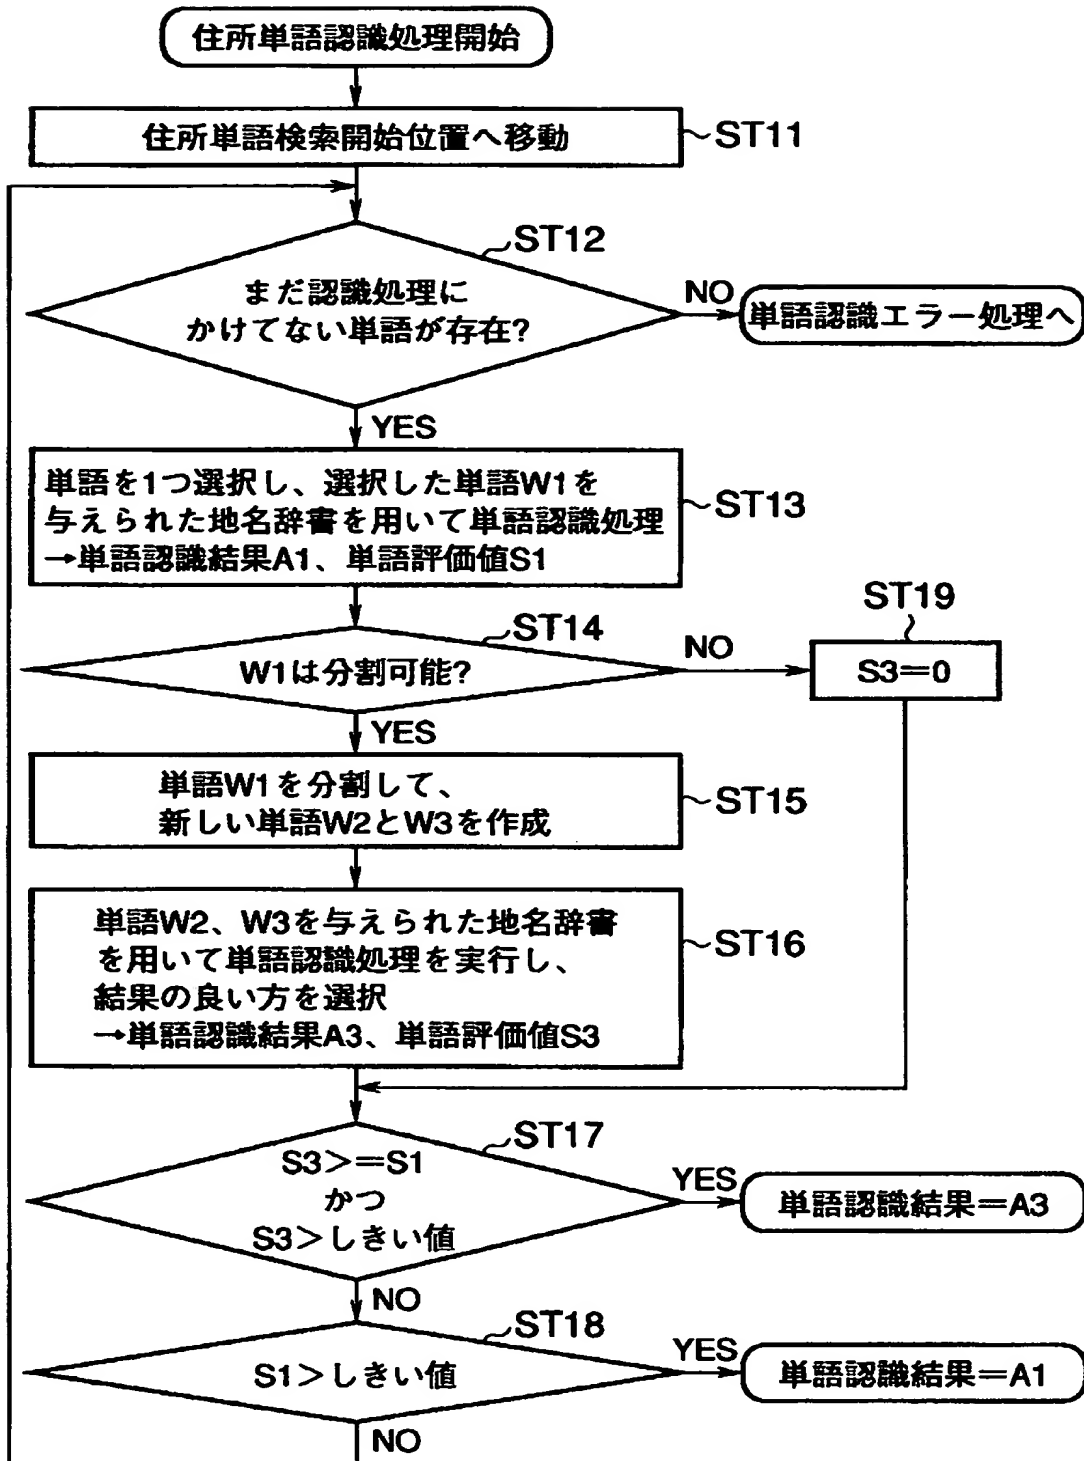 住所単語認識処理開始
住所単語検索開始位置へ移動
ST11
ST12
まだ認識処理に
かけてない単語が存在?
NO
単語認識エラー処理へ
YES
単語を1つ選択し、選択した単語W1を
与えられた地名辞書を用いて単語認識処理
→単語認識結果A1、単語評価値S1
ST13
ST14
W1は分割可能?
NO
ST19
S3=0
YES
単語W1を分割して、
新しい単語W2とW3を作成
ST15
単語W2、W3を与えられた地名辞書
を用いて単語認識処理を実行し、
結果の良い方を選択
→単語認識結果A3、単語評価値S3
ST16
ST17
S3>=S1
かつ
S3>しきい値
YES
単語認識結果=A3
NO
ST18
S1>しきい値
YES
単語認識結果=A1
NO